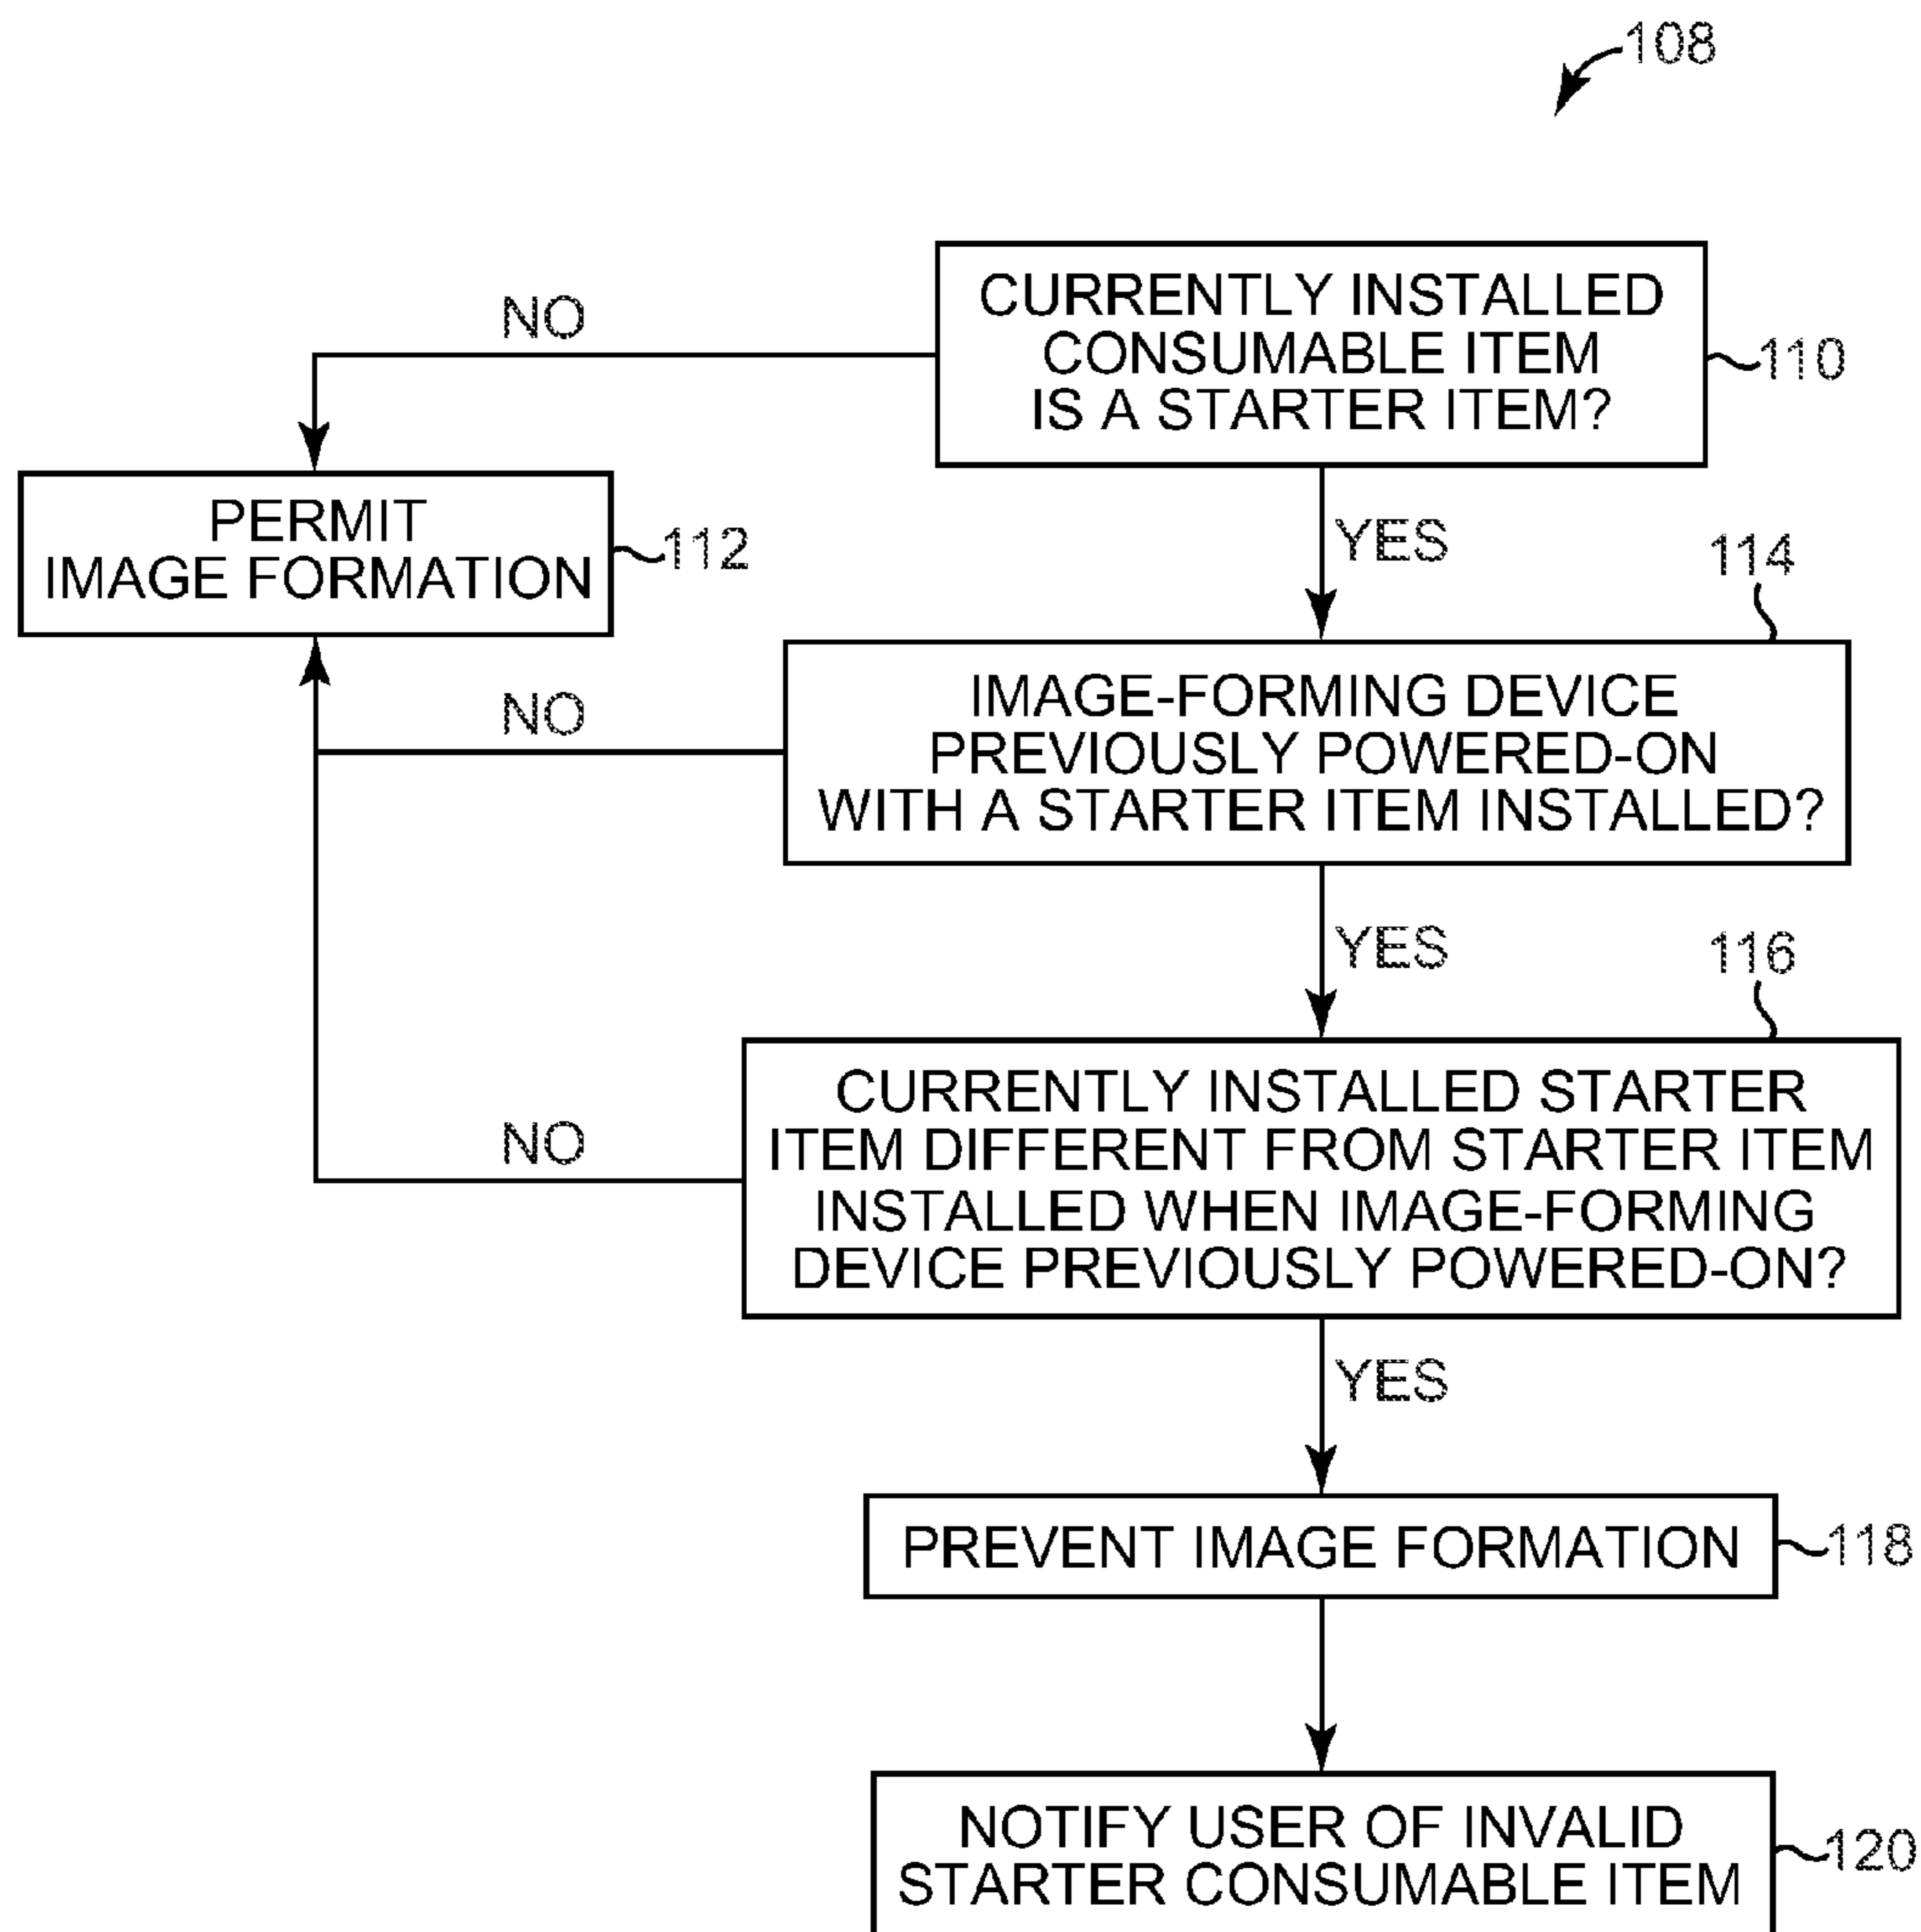 108
CURRENTLY INSTALLED
CONSUMABLE ITEM
IS A STARTER ITEM?
110
NO
PERMIT
IMAGE FORMATION
112
YES
114
IMAGE-FORMING DEVICE
PREVIOUSLY POWERED-ON
WITH A STARTER ITEM INSTALLED?
NO
YES
116
CURRENTLY INSTALLED STARTER
ITEM DIFFERENT FROM STARTER ITEM
INSTALLED WHEN IMAGE-FORMING
DEVICE PREVIOUSLY POWERED-ON?
NO
YES
PREVENT IMAGE FORMATION
118
NOTIFY USER OF INVALID
STARTER CONSUMABLE ITEM
120